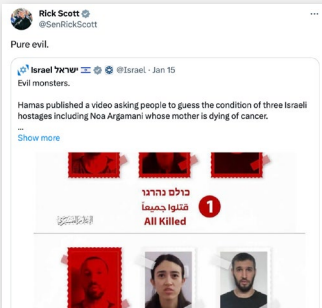 Rick Scott
@SenRickScott
Pure evil.
Israel ישראל 🇮🇱 @Israel · Jan 15
Evil monsters.
Hamas published a video asking people to guess the condition of three Israeli
hostages including Noa Argamani whose mother is dying of cancer.
...
Show more
כולם נהרגו
قتلوا جميعاً
All Killed
1